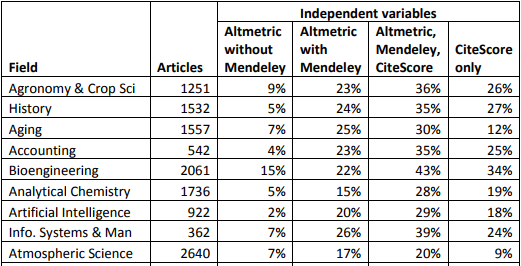 Independent variables
Field Articles Altmetric without Mendeley Altmetric with Mendeley Altmetric, Mendeley, CiteScore CiteScore only
Agronomy & Crop Sci 1251 9% 23% 36% 26%
History 1532 5% 24% 35% 27%
Aging 1557 7% 25% 30% 12%
Accounting 542 4% 23% 35% 25%
Bioengineering 2061 15% 22% 43% 34%
Analytical Chemistry 1736 5% 15% 28% 19%
Artificial Intelligence 922 2% 20% 29% 18%
Info. Systems & Man 362 7% 26% 39% 24%
Atmospheric Science 2640 7% 17% 20% 9%